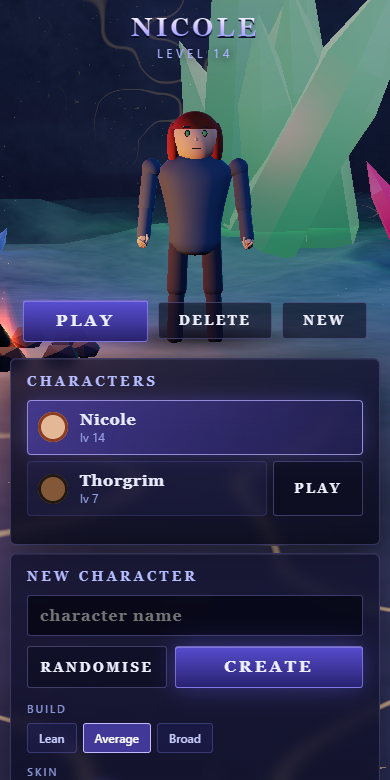 NICOLE
LEVEL 14
PLAY
DELETE
NEW
CHARACTERS
Nicole
lv 14
Thorgrim
lv 7
PLAY
NEW CHARACTER
character name
RANDOMISE
CREATE
BUILD
Lean
Average
Broad
SKIN